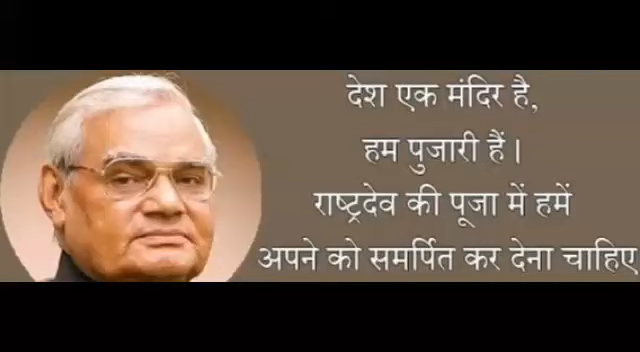 देश एक मंदिर है,
हम पुजारी हैं।
राष्ट्रदेव की पूजा में हमें
अपने को समर्पित कर देना चाहिए